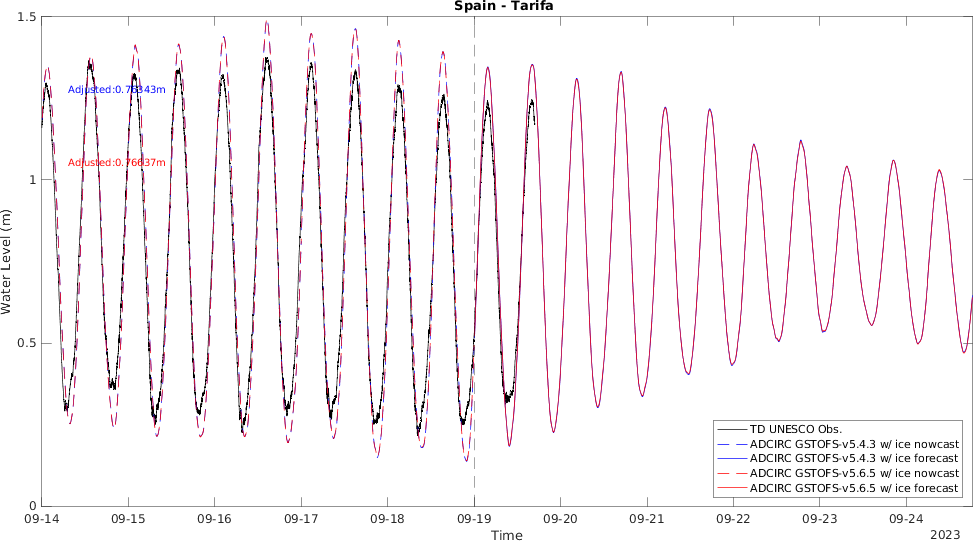 Spain - Tarifa
1.5
1
0.5
0
Water Level (m)
Adjusted:0.76343m
Adjusted:0.76637m
TD UNESCO Obs.
ADCIRC GSTOFS-v5.4.3 w/ ice nowcast
ADCIRC GSTOFS-v5.4.3 w/ ice forecast
ADCIRC GSTOFS-v5.6.5 w/ ice nowcast
ADCIRC GSTOFS-v5.6.5 w/ ice forecast
09-14 09-15 09-16 09-17 09-18 09-19 09-20 09-21 09-22 09-23 09-24
Time
2023